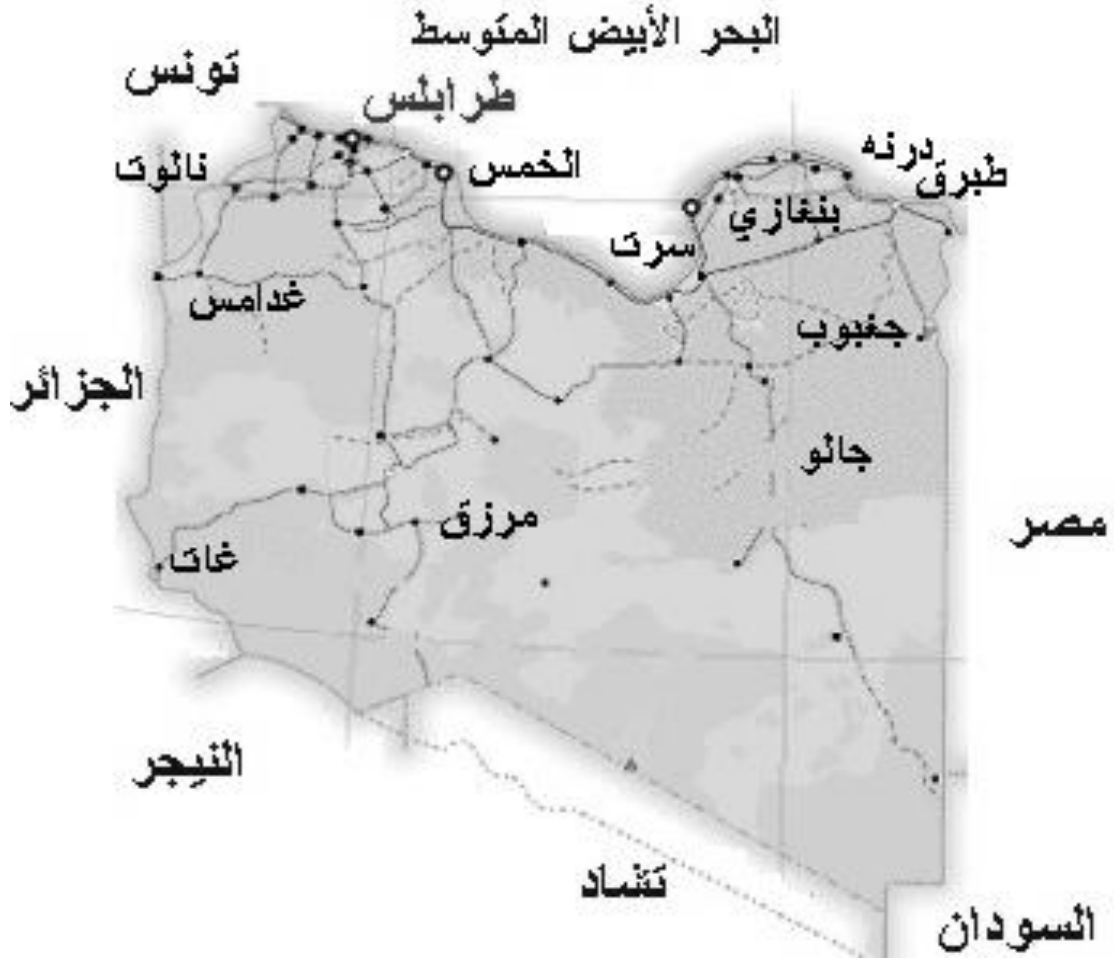 البحر الأبيض المتوسط
تونس
طرابلس
درنه
طبرق
نالوت
الخمس
بنغازي
سرت
غدامس
جغبوب
الجزائر
جالو
مرزق
مصر
غات
النيجر
تشاد
السودان